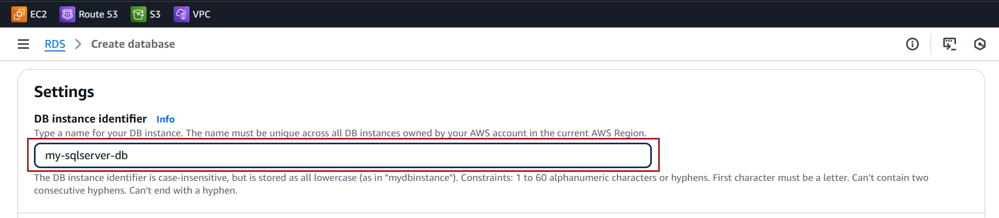 EC2 Route 53 S3 VPC
RDS Create database
Settings
DB instance identifier Info
Type a name for your DB instance. The name must be unique across all DB instances owned by your AWS account in the current AWS Region.
my-sqlserver-db
The DB instance identifier is case-insensitive, but is stored as all lowercase (as in "mydbinstance"). Constraints: 1 to 60 alphanumeric characters or hyphens. First character must be a letter. Can't contain two
consecutive hyphens. Can't end with a hyphen.